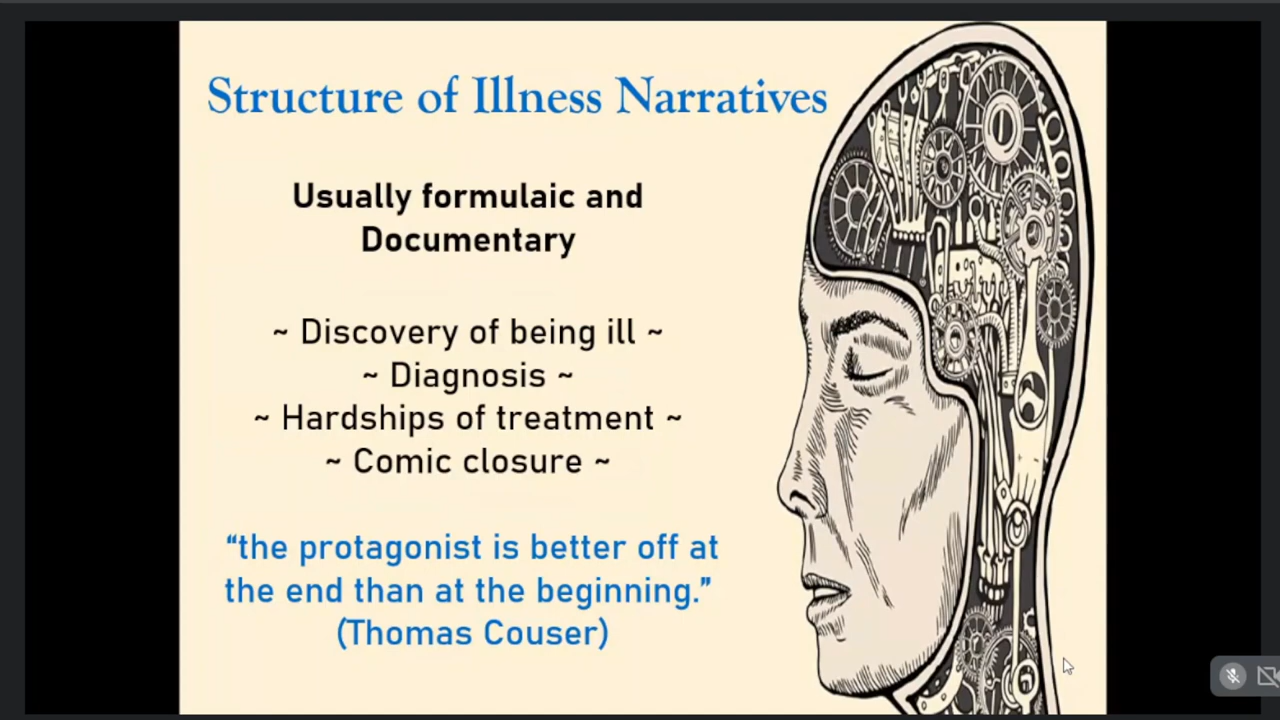 Structure of Illness Narratives
Usually formulaic and
Documentary
~ Discovery of being ill ~
~ Diagnosis ~
~ Hardships of treatment ~
~ Comic closure ~
“the protagonist is better off at
the end than at the beginning.”
(Thomas Couser)